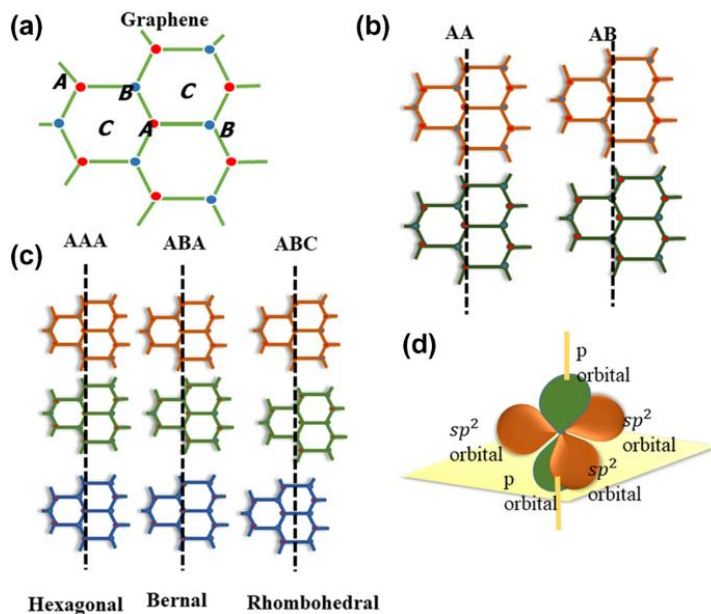 (a)
Graphene
A
B
C
C
A
B
(b)
AA
AB
(c)
AAA
ABA
ABC
Hexagonal
Bernal
Rhombohedral
(d)
p
orbital
sp²
orbital
sp²
orbital
sp²
orbital
p
orbital